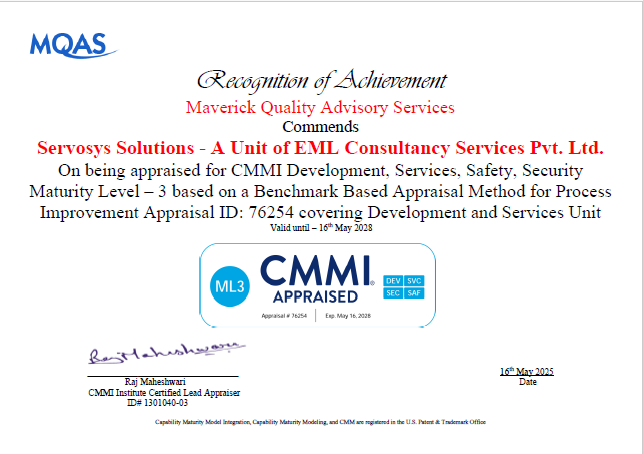 MQAS
Recognition of Achievement
Maverick Quality Advisory Services
Commends
Servosys Solutions - A Unit of EML Consultancy Services Pvt. Ltd.
On being appraised for CMMI Development, Services, Safety, Security
Maturity Level – 3 based on a Benchmark Based Appraisal Method for Process
Improvement Appraisal ID: 76254 covering Development and Services Unit
Valid until – 16th May 2028
ML3
CMMI®
APPRAISED
DEV SVC
SEC SAF
Appraisal # 76254 | Exp. May 16, 2028
Raj Maheshwari
Raj Maheshwari
CMMI Institute Certified Lead Appraiser
ID# 1301040-03
16th May 2025
Date
Capability Maturity Model Integration, Capability Maturity Modeling, and CMM are registered in the U.S. Patent & Trademark Office